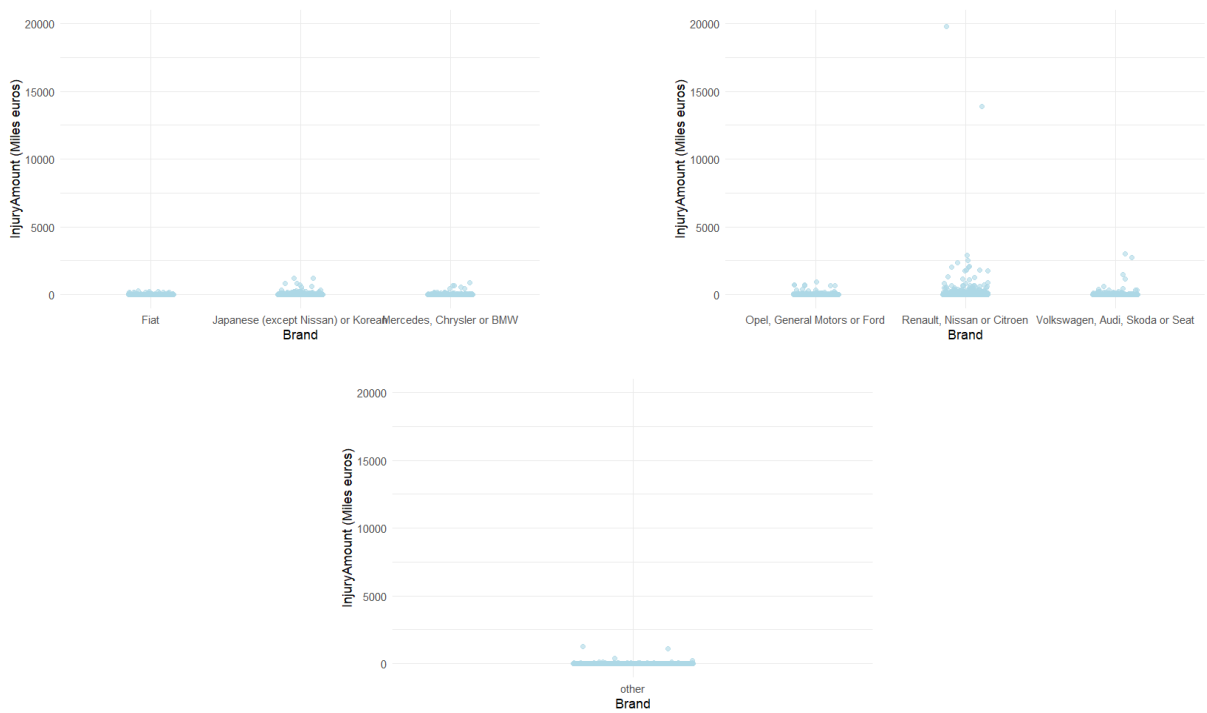 20000
15000
10000
5000
0
InjuryAmount (Miles euros)
Fiat
Japanese (except Nissan) or Korean
Mercedes, Chrysler or BMW
Brand
20000
15000
10000
5000
0
InjuryAmount (Miles euros)
Opel, General Motors or Ford
Renault, Nissan or Citroen
Volkswagen, Audi, Skoda or Seat
Brand
20000
15000
10000
5000
0
InjuryAmount (Miles euros)
other
Brand